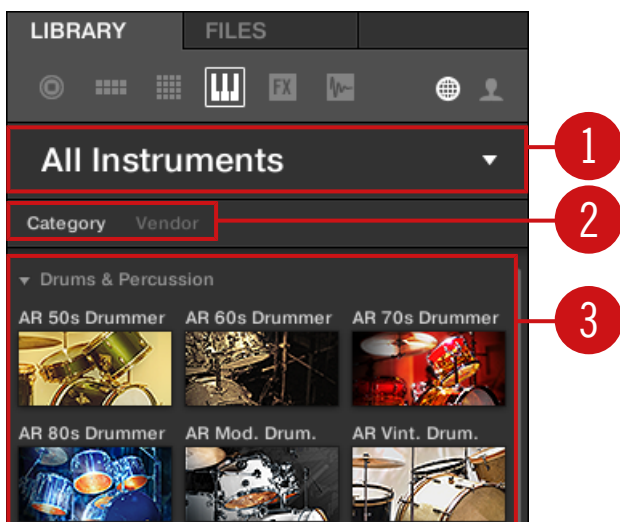 LIBRARY FILES
FX
All Instruments
1
Category Vendor
2
Drums & Percussion
AR 50s Drummer AR 60s Drummer AR 70s Drummer
3
AR 80s Drummer AR Mod. Drum. AR Vint. Drum.